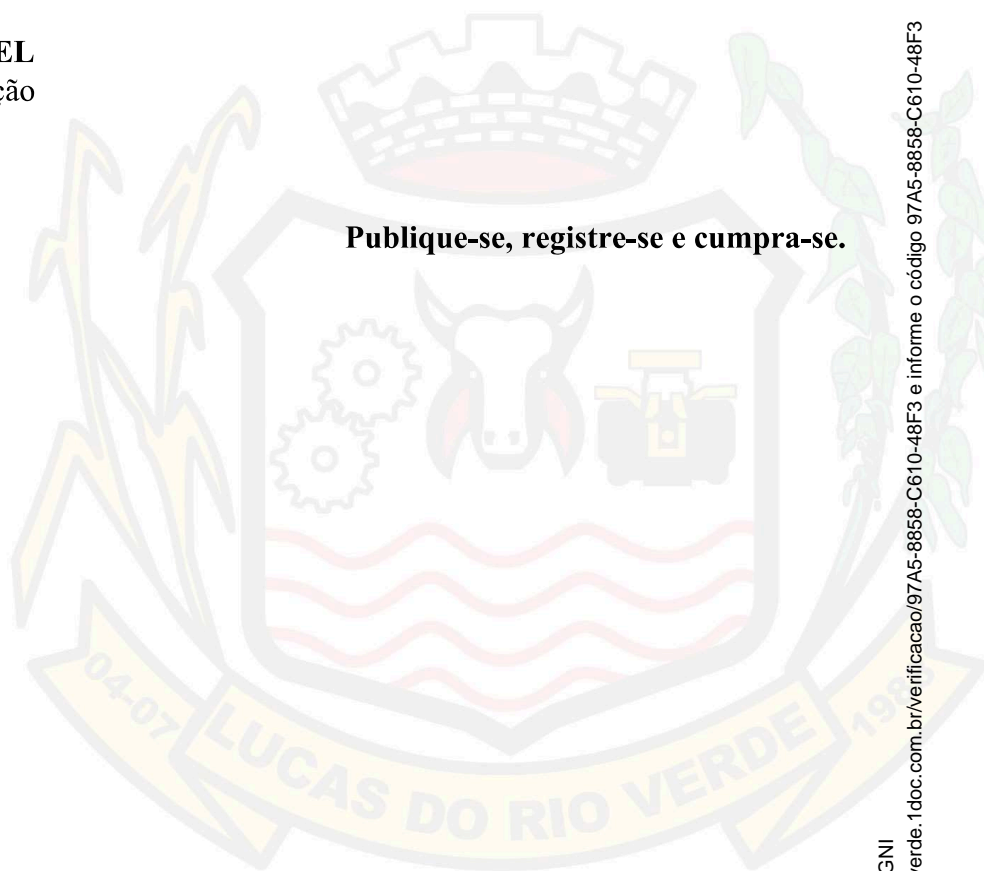 EL
ção
Publique-se, registre-se e cumpra-se.
04-07
LUCAS DO RIO VERDE
GNI
verde.1doc.com.br/verificacao/97A5-8858-C610-48F3 e informe o código 97A5-8858-C610-48F3